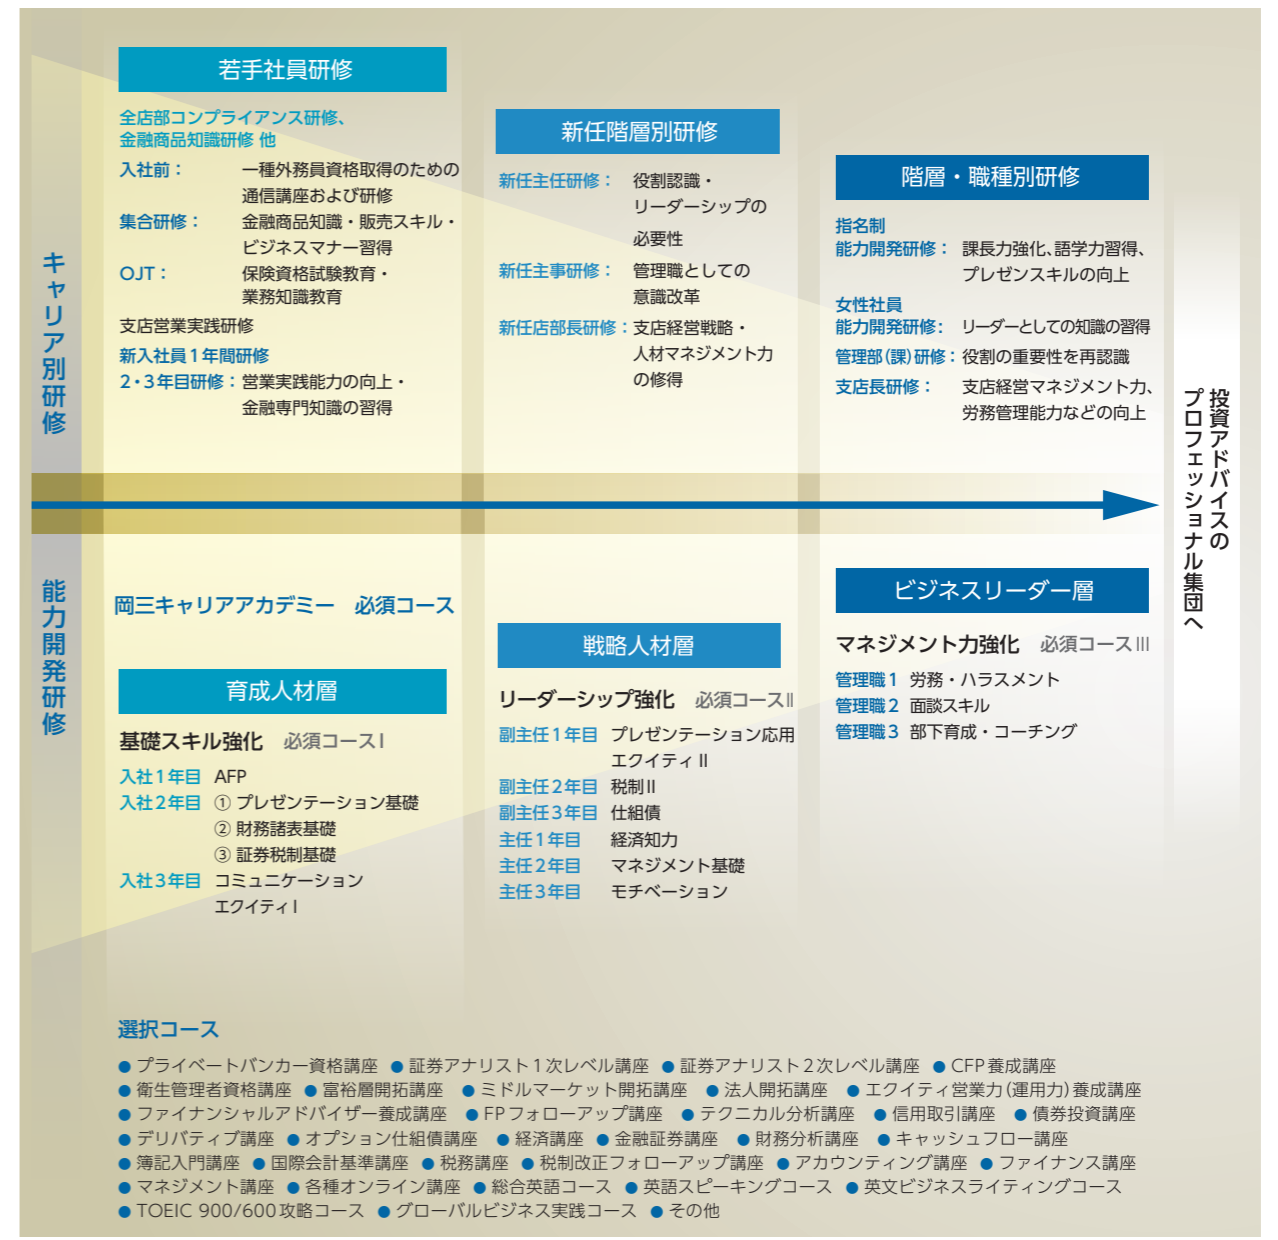 キャリア別研修
若手社員研修
全店部コンプライアンス研修、
金融商品知識研修 他
入社前： 一種外務員資格取得のための
通信講座および研修
集合研修： 金融商品知識・販売スキル・
ビジネスマナー習得
OJT： 保険資格試験教育・
業務知識教育
支店営業実践研修
新入社員1年間研修
2・3年目研修： 営業実践能力の向上・
金融専門知識の習得
新任階層別研修
新任主任研修： 役割認識・
リーダーシップの
必要性
新任主事研修： 管理職としての
意識改革
新任店部長研修： 支店経営戦略・
人材マネジメント力
の修得
階層・職種別研修
指名制
能力開発研修： 課長力強化、語学力習得、
プレゼンスキルの向上
女性社員
能力開発研修： リーダーとしての知識の習得
管理部（課）研修： 役割の重要性を再認識
支店長研修： 支店経営マネジメント力、
労務管理能力などの向上
投資アドバイスの
プロフェッショナル集団へ
能力開発研修
岡三キャリアアカデミー 必須コース
育成人材層
基礎スキル強化 必須コースⅠ
入社1年目 AFP
入社2年目 ① プレゼンテーション基礎
② 財務諸表基礎
③ 証券税制基礎
入社3年目 コミュニケーション
エクイティⅠ
戦略人材層
リーダーシップ強化 必須コースⅡ
副主任1年目 プレゼンテーション応用
エクイティⅡ
副主任2年目 税制Ⅱ
副主任3年目 仕組債
主任1年目 経済知力
主任2年目 マネジメント基礎
主任3年目 モチベーション
ビジネスリーダー層
マネジメント力強化 必須コースⅢ
管理職1 労務・ハラスメント
管理職2 面談スキル
管理職3 部下育成・コーチング
選択コース
● プライベートバンカー資格講座 ● 証券アナリスト1次レベル講座 ● 証券アナリスト2次レベル講座 ● CFP養成講座
● 衛生管理者資格講座 ● 富裕層開拓講座 ● ミドルマーケット開拓講座 ● 法人開拓講座 ● エクイティ営業力（運用力）養成講座
● ファイナンシャルアドバイザー養成講座 ● FPフォローアップ講座 ● テクニカル分析講座 ● 信用取引講座 ● 債券投資講座
● デリバティブ講座 ● オプション仕組債講座 ● 経済講座 ● 金融証券講座 ● 財務分析講座 ● キャッシュフロー講座
● 簿記入門講座 ● 国際会計基準講座 ● 税務講座 ● 税制改正フォローアップ講座 ● アカウンティング講座 ● ファイナンス講座
● マネジメント講座 ● 各種オンライン講座 ● 総合英語コース ● 英語スピーキングコース ● 英文ビジネスライティングコース
● TOEIC 900/600攻略コース ● グローバルビジネス実践コース ● その他